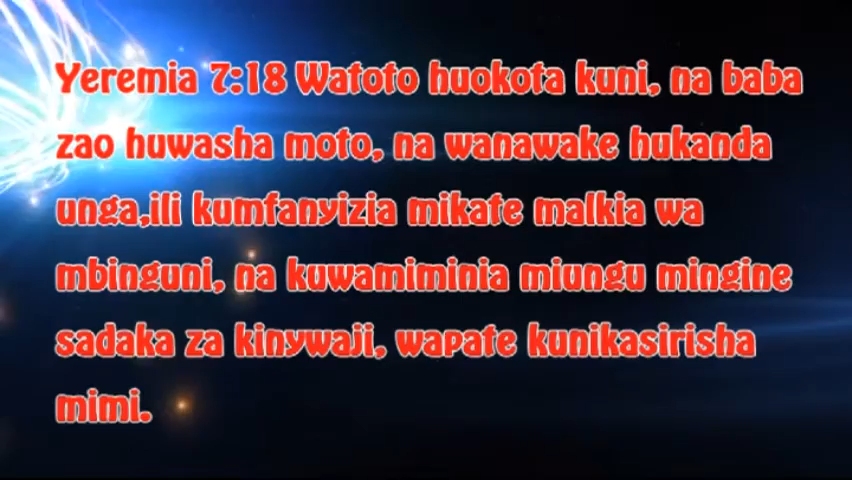 Yeremia 7:18 Watoto huokota kuni, na baba
zao huwasha moto, na wanawake hukanda
unga,ili kumfanyizia mikate malkia wa
mbinguni, na kuwamiminia miungu mingine
sadaka za kinywaji, wapate kunikasirisha
mimi.